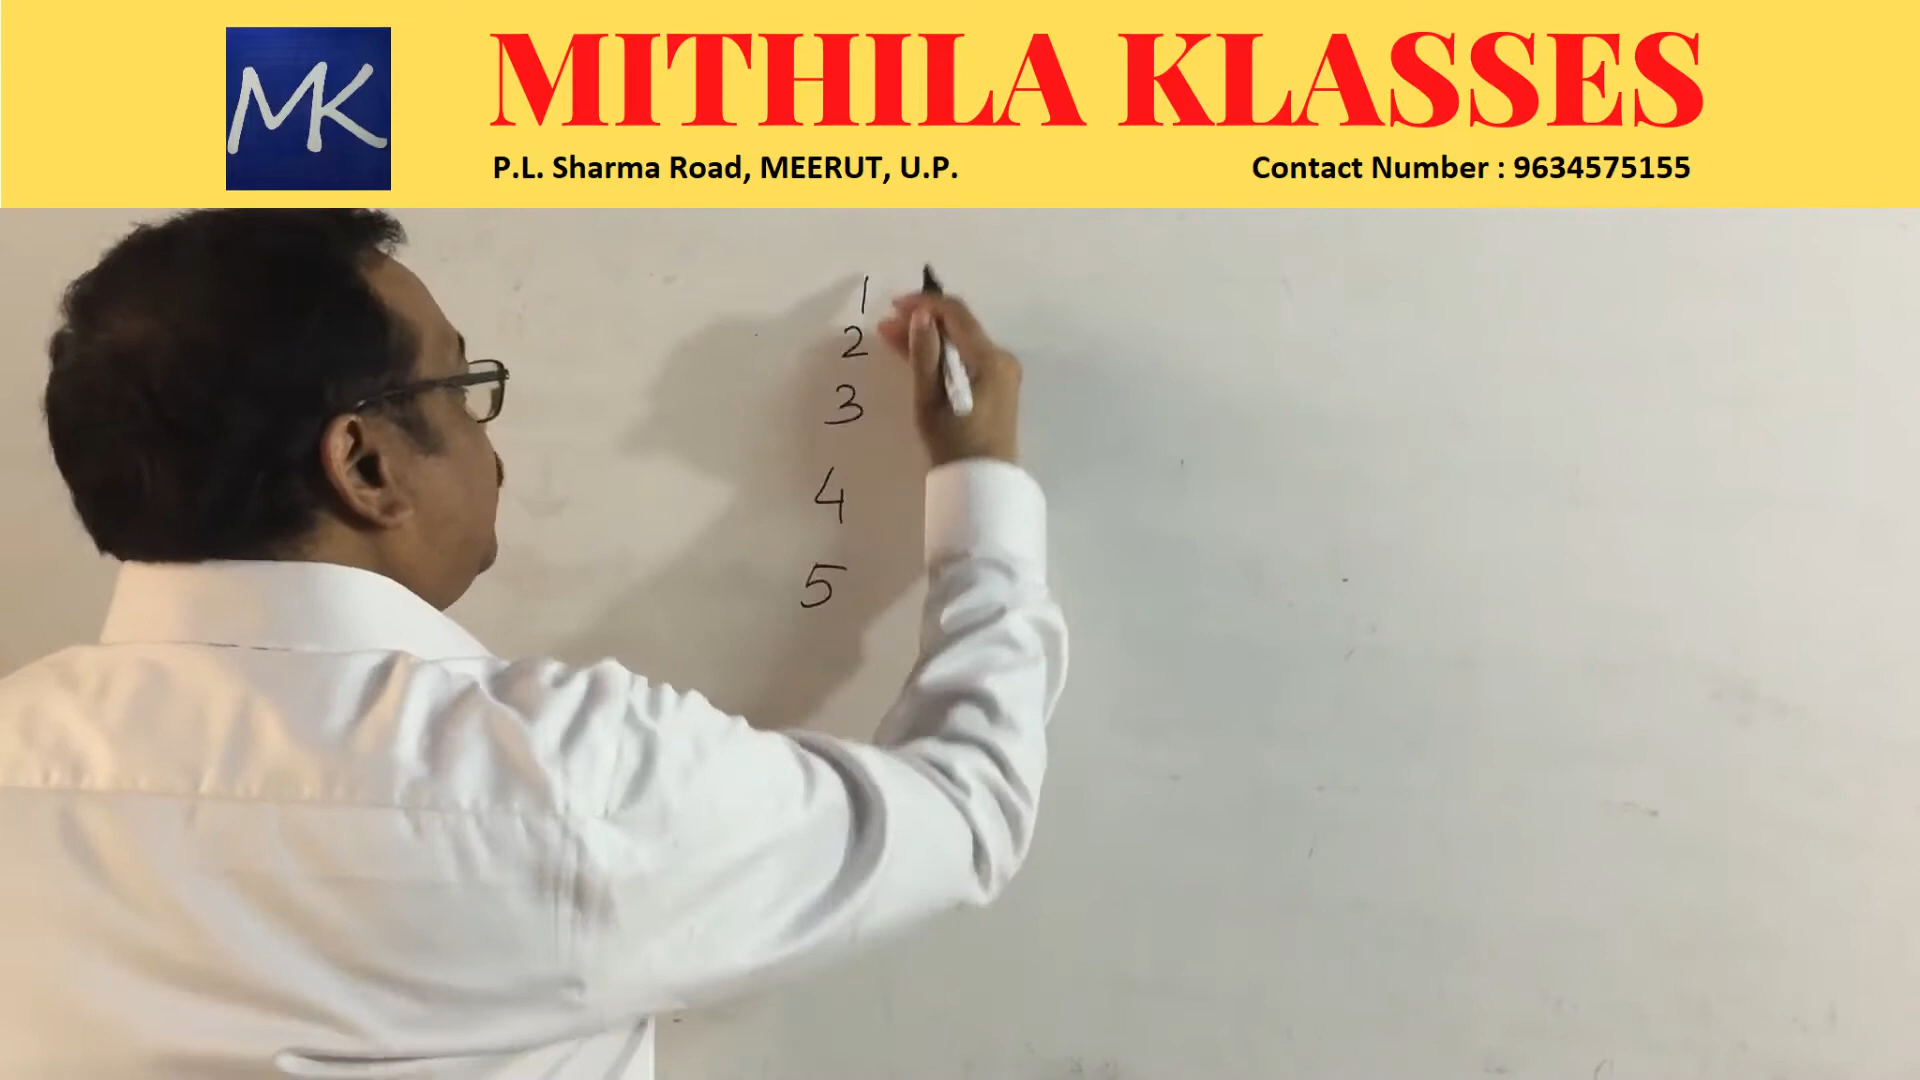 MK
MITHILA KLASSES
P.L. Sharma Road, MEERUT, U.P.
Contact Number : 9634575155
1
2
3
4
5